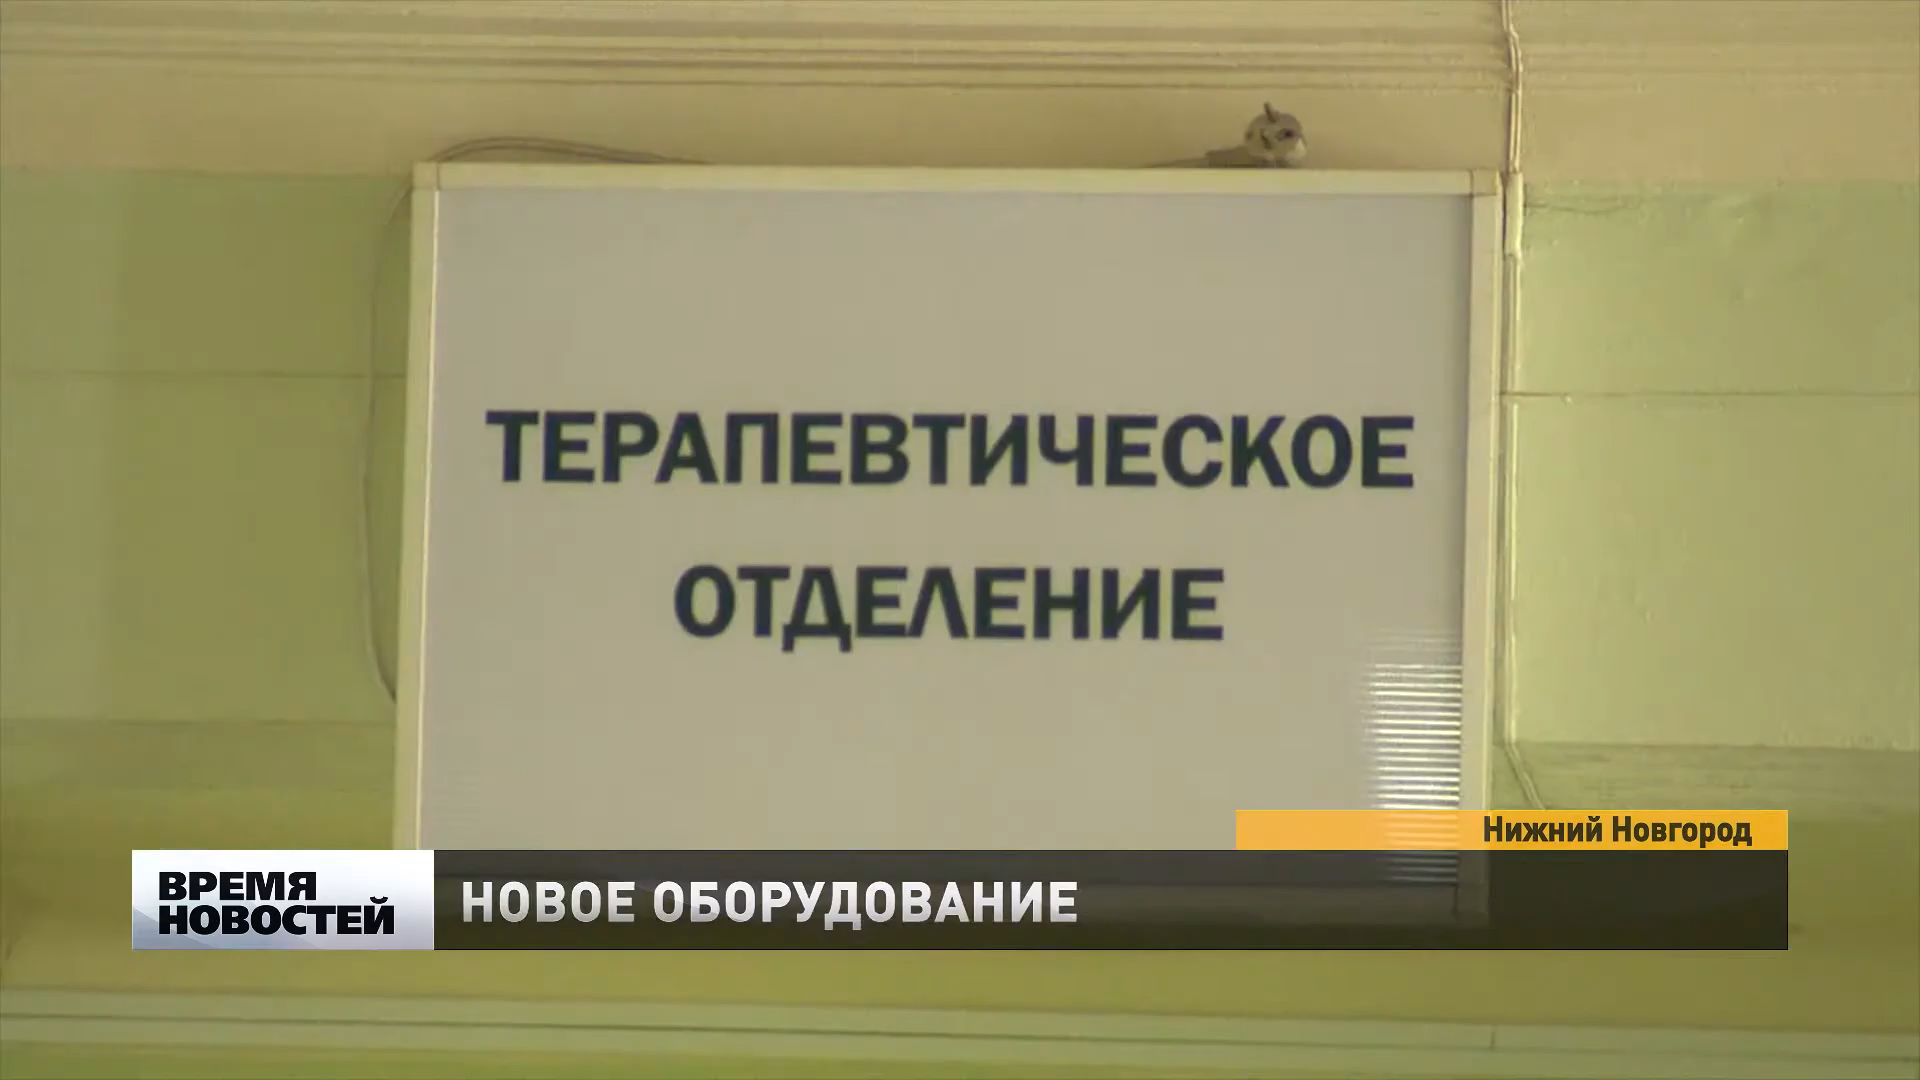 ТЕРАПЕВТИЧЕСКОЕ
ОТДЕЛЕНИЕ
Нижний Новгород
ВРЕМЯ
НОВОСТЕЙ
НОВОЕ ОБОРУДОВАНИЕ